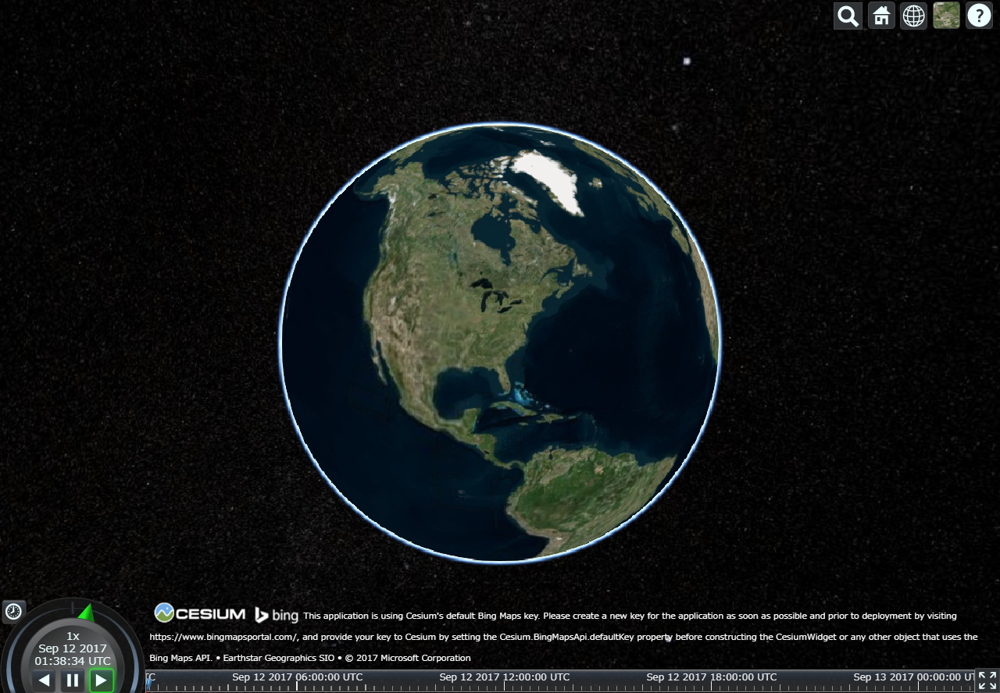 ?
CESIUM bing This application is using Cesium's default Bing Maps key. Please create a new key for the application as soon as possible and prior to deployment by visiting
https://www.bingmapsportal.com/, and provide your key to Cesium by setting the Cesium.BingMapsApi.defaultKey property before constructing the CesiumWidget or any other object that uses the
Bing Maps API. • Earthstar Geographics SIO • © 2017 Microsoft Corporation
1x
Sep 12 2017
01:38:34 UTC
Sep 12 2017 06:00:00 UTC Sep 12 2017 12:00:00 UTC Sep 12 2017 18:00:00 UTC Sep 13 2017 00:00:00